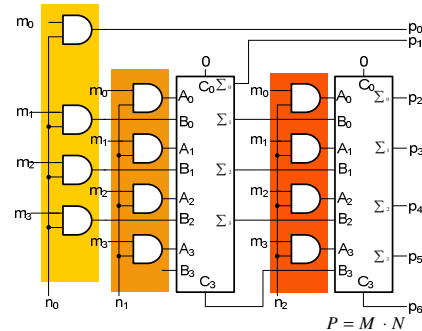 m₀ p₀
p₁
0 0
m₀ A₀ C₀ Σ₀ m₀ A₀ C₀ Σ₀ p₂
m₁ B₀ Σ₁ B₀
m₁ A₁ m₁ A₁ Σ₁ p₃
m₂ B₁ Σ₂ B₁
m₂ A₂ m₂ A₂ Σ₂ p₄
m₃ B₂ Σ₃ B₂
m₃ A₃ m₃ A₃ Σ₃ p₅
B₃ B₃
C₃ C₃
n₀ n₁ n₂ p₆
P = M · N